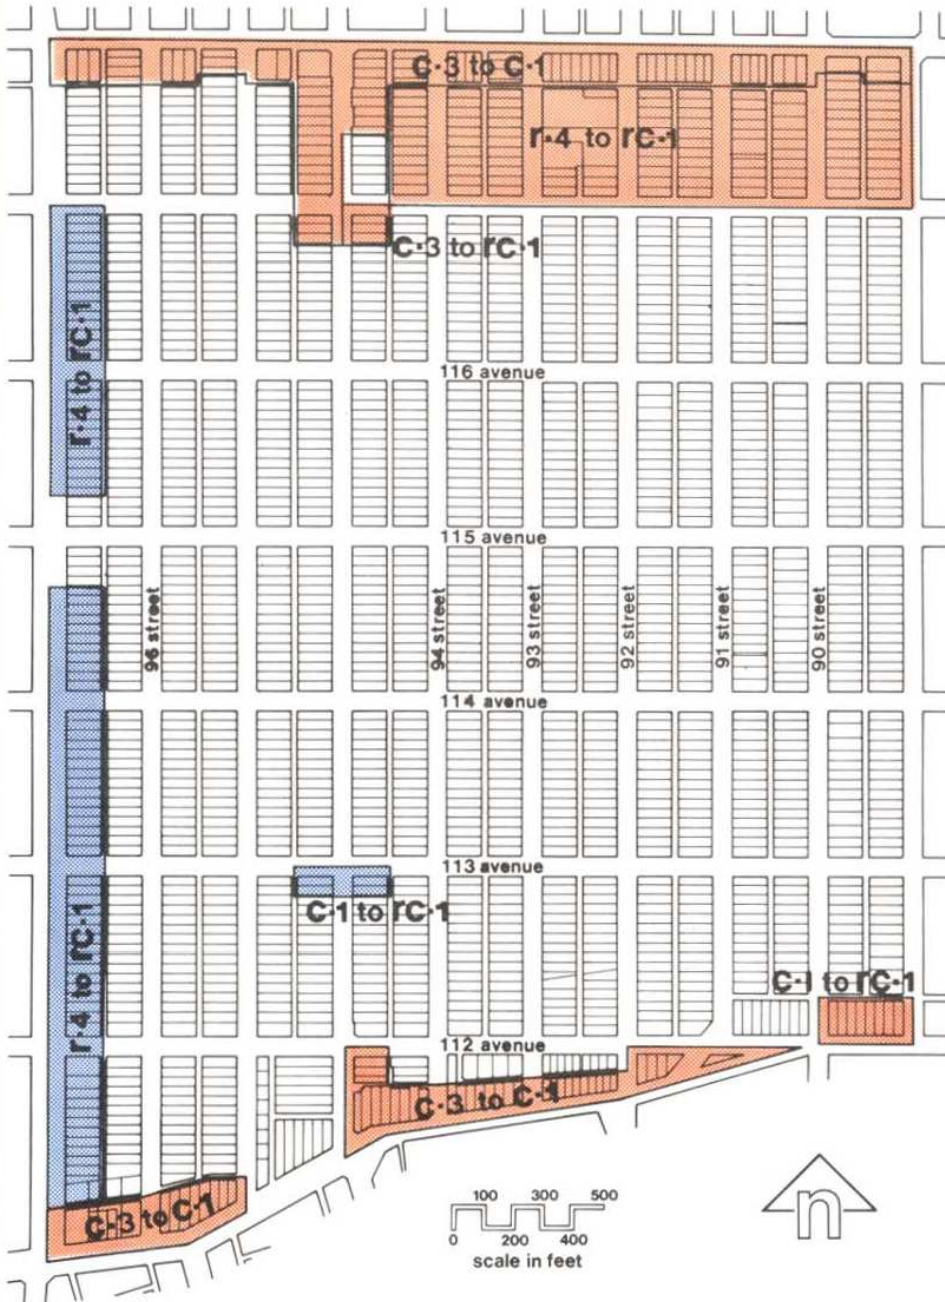 C·3 to C·1
r·4 to rC·1
C·3 to rC·1
r·4 to rC·1
116 avenue
115 avenue
96 street
94 street
93 street
92 street
91 street
90 street
114 avenue
113 avenue
C·1 to rC·1
r·4 to rC·1
C·1 to rC·1
112 avenue
C·3 to C·1
C·3 to C·1
100 300 500
0 200 400
scale in feet
n